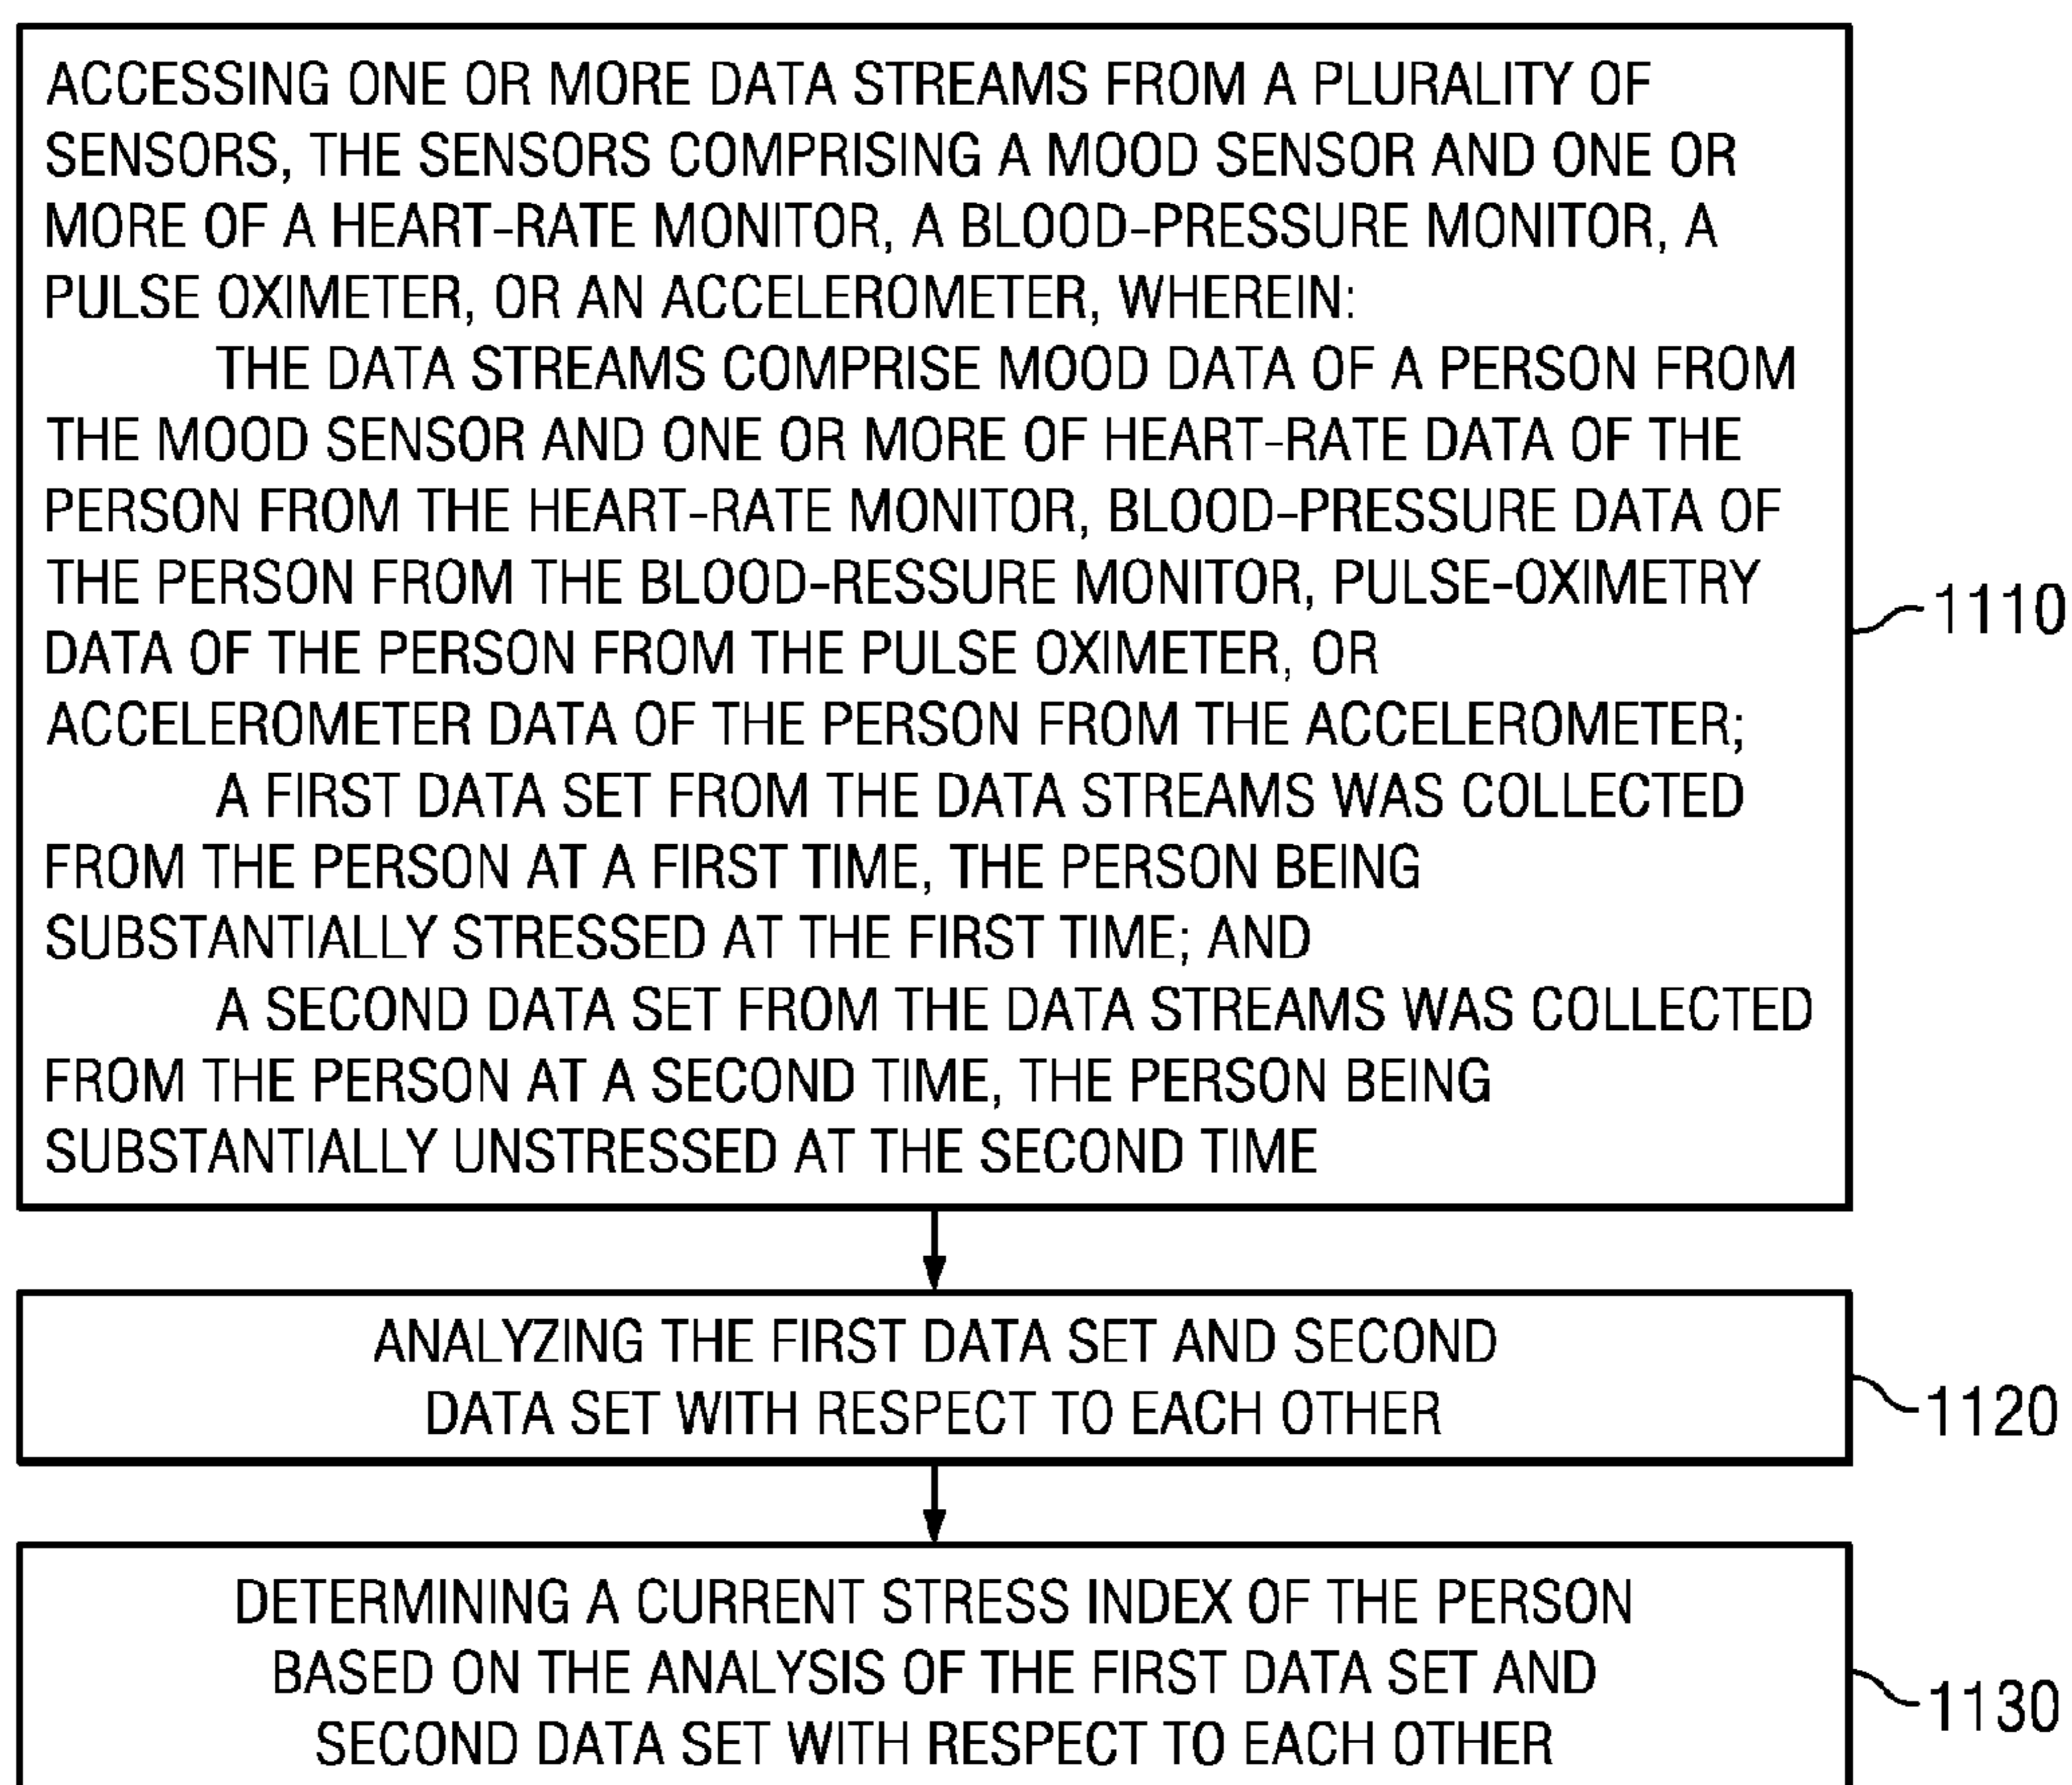 ACCESSING ONE OR MORE DATA STREAMS FROM A PLURALITY OF
SENSORS, THE SENSORS COMPRISING A MOOD SENSOR AND ONE OR
MORE OF A HEART-RATE MONITOR, A BLOOD-PRESSURE MONITOR, A
PULSE OXIMETER, OR AN ACCELEROMETER, WHEREIN:
THE DATA STREAMS COMPRISE MOOD DATA OF A PERSON FROM
THE MOOD SENSOR AND ONE OR MORE OF HEART-RATE DATA OF THE
PERSON FROM THE HEART-RATE MONITOR, BLOOD-PRESSURE DATA OF
THE PERSON FROM THE BLOOD-RESSURE MONITOR, PULSE-OXIMETRY
DATA OF THE PERSON FROM THE PULSE OXIMETER, OR
ACCELEROMETER DATA OF THE PERSON FROM THE ACCELEROMETER;
A FIRST DATA SET FROM THE DATA STREAMS WAS COLLECTED
FROM THE PERSON AT A FIRST TIME, THE PERSON BEING
SUBSTANTIALLY STRESSED AT THE FIRST TIME; AND
A SECOND DATA SET FROM THE DATA STREAMS WAS COLLECTED
FROM THE PERSON AT A SECOND TIME, THE PERSON BEING
SUBSTANTIALLY UNSTRESSED AT THE SECOND TIME
1110
ANALYZING THE FIRST DATA SET AND SECOND
DATA SET WITH RESPECT TO EACH OTHER
1120
DETERMINING A CURRENT STRESS INDEX OF THE PERSON
BASED ON THE ANALYSIS OF THE FIRST DATA SET AND
SECOND DATA SET WITH RESPECT TO EACH OTHER
1130